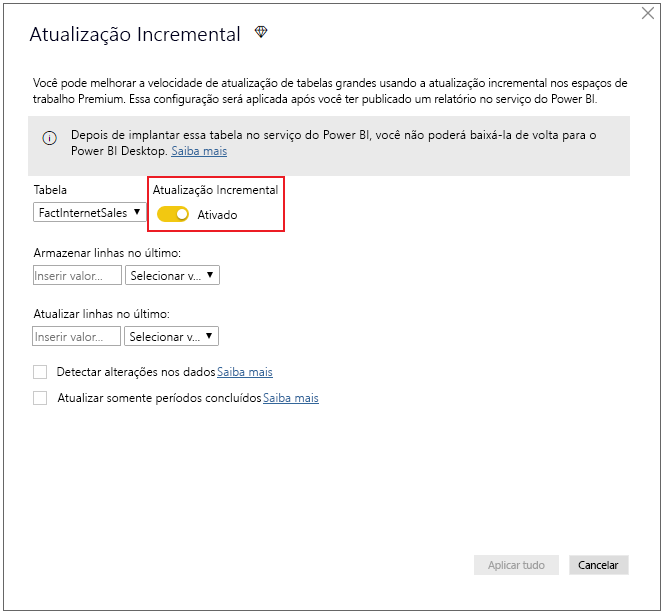 Atualização Incremental
Você pode melhorar a velocidade de atualização de tabelas grandes usando a atualização incremental nos espaços de
trabalho Premium. Essa configuração será aplicada após você ter publicado um relatório no serviço do Power BI.
Depois de implantar essa tabela no serviço do Power BI, você não poderá baixá-la de volta para o
Power BI Desktop. Saiba mais
Tabela Atualização Incremental
FactInternetSales Ativado
Armazenar linhas no último:
Inserir valor... Selecionar v...
Atualizar linhas no último:
Inserir valor... Selecionar v...
Detectar alterações nos dados Saiba mais
Atualizar somente períodos concluídos Saiba mais
Aplicar tudo Cancelar